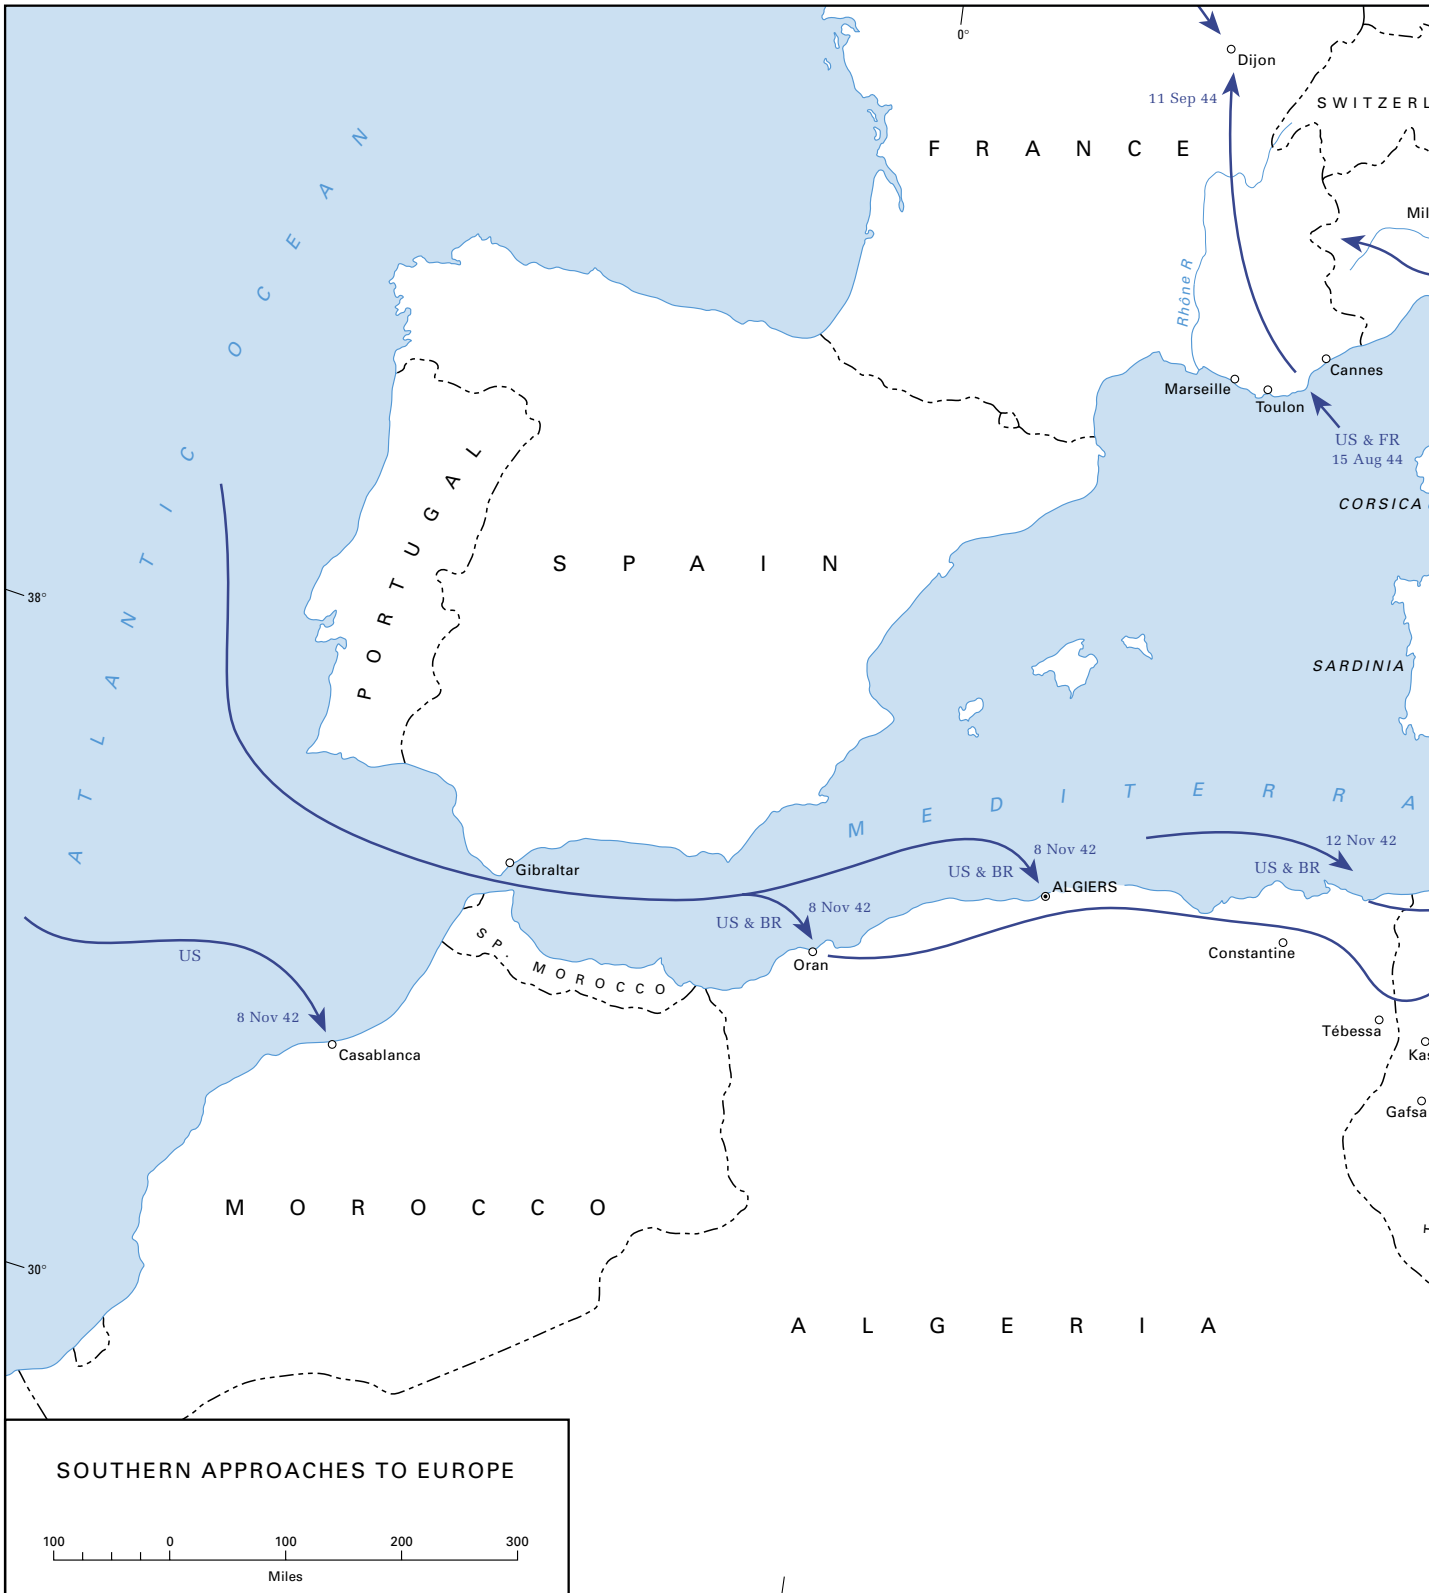 0°
Dijon
11 Sep 44
SWITZERL
FRANCE
ATLANTIC OCEAN
Mil
Rhône R
Cannes
Marseille
Toulon
US & FR
15 Aug 44
CORSICA
PORTUGAL
SPAIN
38°
SARDINIA
MEDITERRA
8 Nov 42
12 Nov 42
Gibraltar
US & BR
US & BR
ALGIERS
US & BR
8 Nov 42
SP. MOROCCO
US
Oran
Constantine
8 Nov 42
Casablanca
Tébessa
Kas
Gafsa
MOROCCO
30°
ALGERIA
SOUTHERN APPROACHES TO EUROPE
100 0 100 200 300
Miles